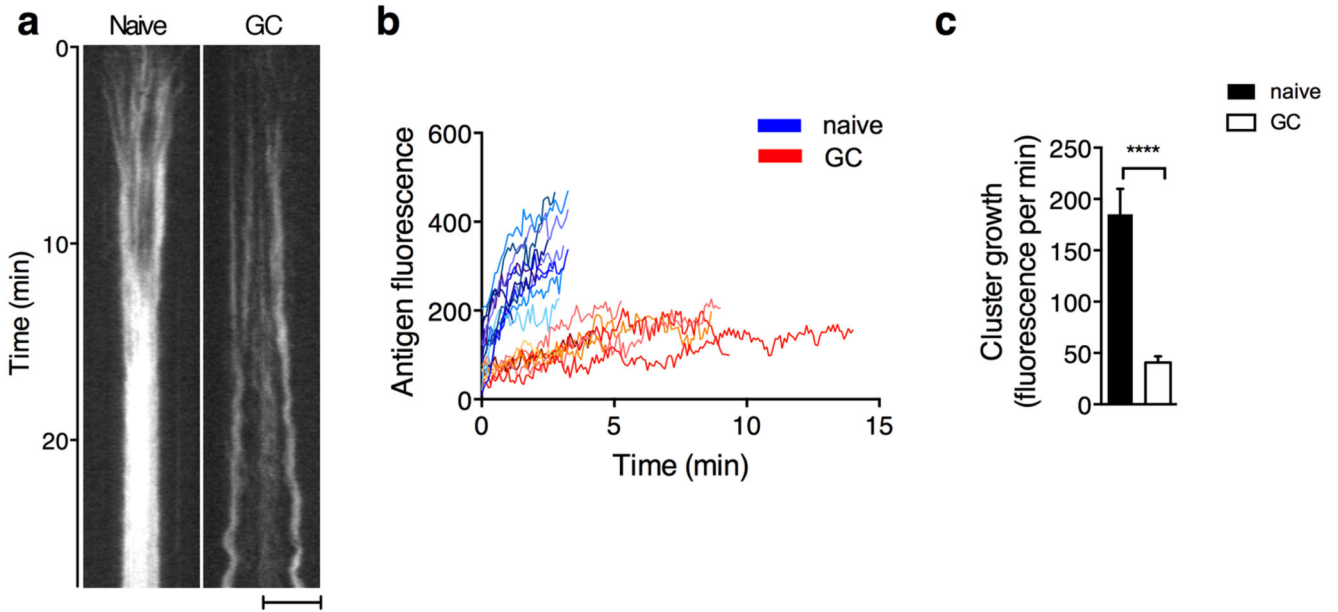 a
Naive GC
0
10
20
Time (min)
b
Antigen fluorescence
600
400
200
0
0 5 10 15
Time (min)
naive
GC
c
naive
GC
Cluster growth
(fluorescence per min)
250
200
150
100
50
0
****